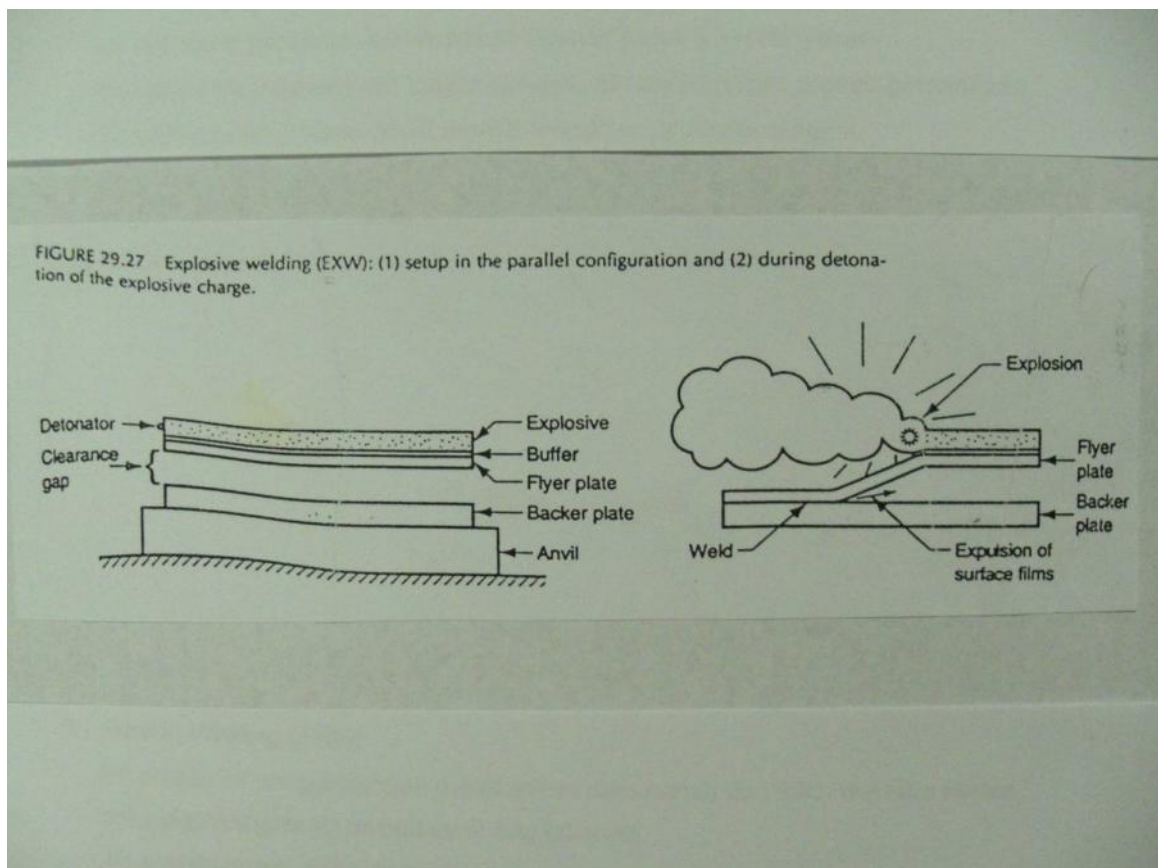 FIGURE 29.27 Explosive welding (EXW): (1) setup in the parallel configuration and (2) during detona-
tion of the explosive charge.
Detonator
Clearance
gap
Explosive
Buffer
Flyer plate
Backer plate
Anvil
Explosion
Flyer
plate
Backer
plate
Weld
Expulsion of
surface films